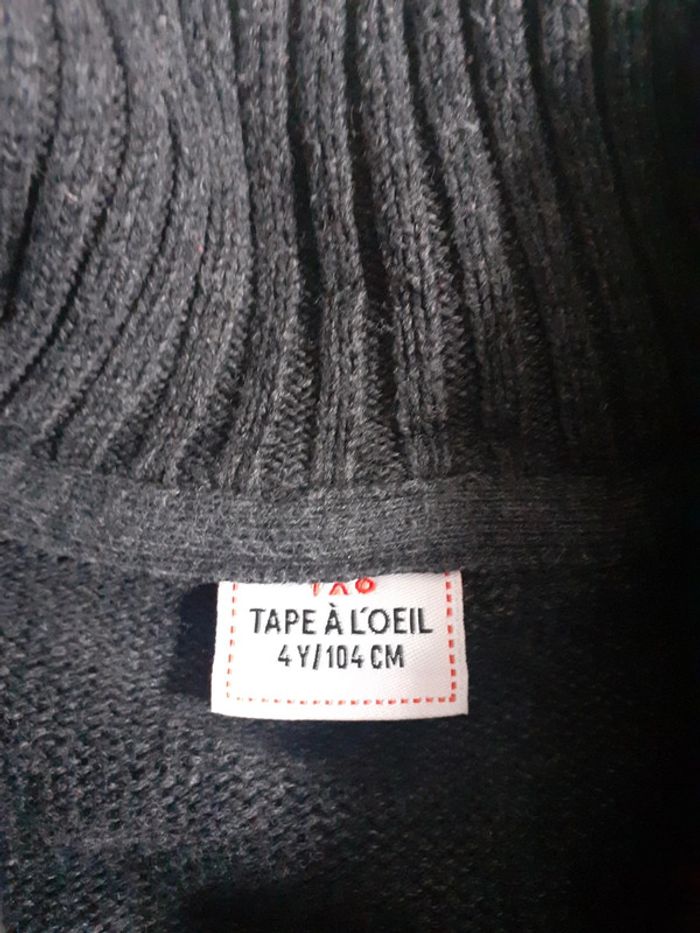 TAPE À L'OEIL
4 Y/104 CM